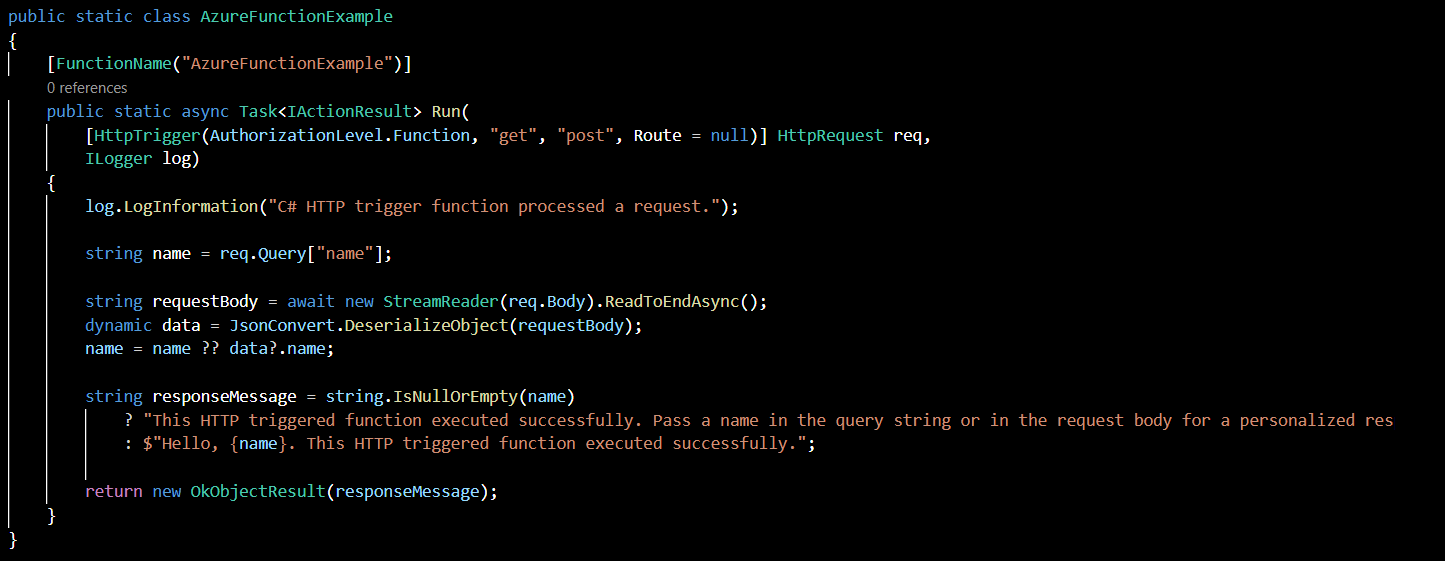 public static class AzureFunctionExample
{
[FunctionName("AzureFunctionExample")]
0 references
public static async Task<IActionResult> Run(
[HttpTrigger(AuthorizationLevel.Function, "get", "post", Route = null)] HttpRequest req,
ILogger log)
{
log.LogInformation("C# HTTP trigger function processed a request.");
string name = req.Query["name"];
string requestBody = await new StreamReader(req.Body).ReadToEndAsync();
dynamic data = JsonConvert.DeserializeObject(requestBody);
name = name ?? data?.name;
string responseMessage = string.IsNullOrEmpty(name)
? "This HTTP triggered function executed successfully. Pass a name in the query string or in the request body for a personalized res
: $"Hello, {name}. This HTTP triggered function executed successfully.";
return new OkObjectResult(responseMessage);
}
}